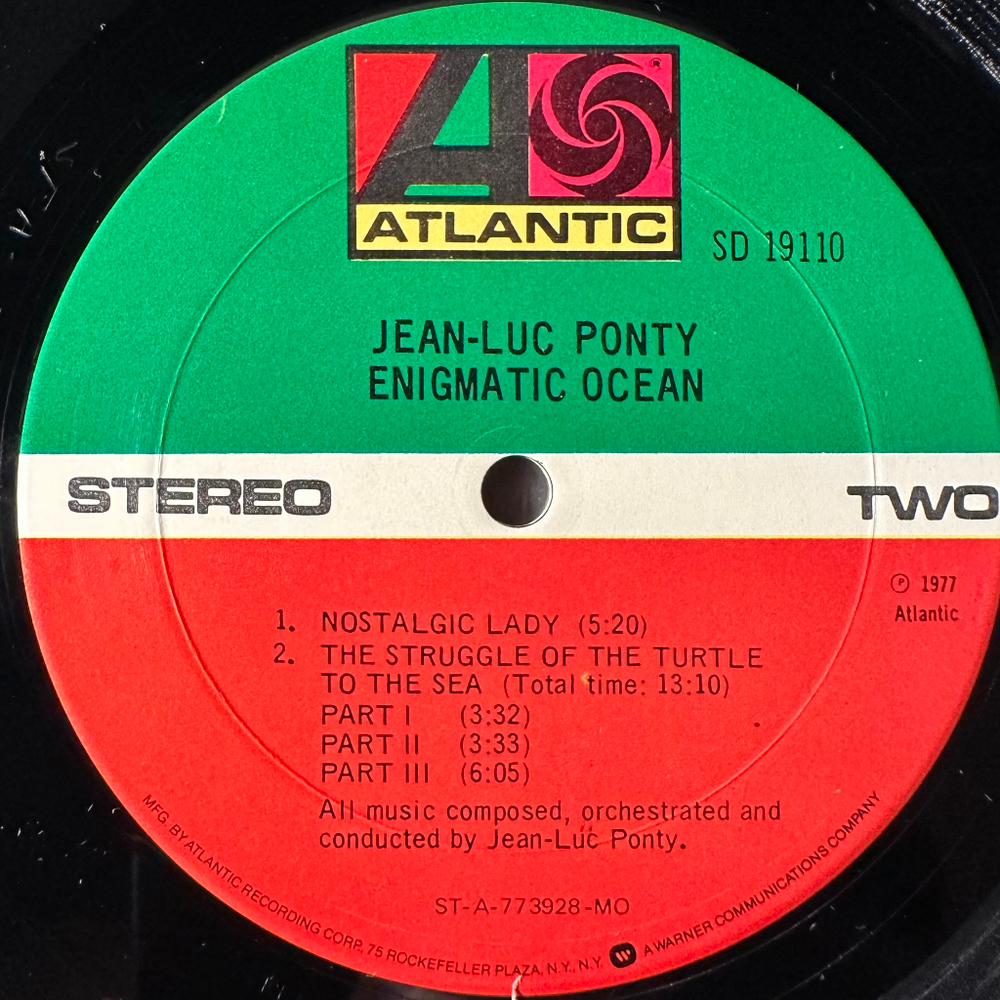 ATLANTIC
®
SD 19110
JEAN-LUC PONTY
ENIGMATIC OCEAN
STEREO
TWO
℗ 1977
Atlantic
1. NOSTALGIC LADY (5:20)
2. THE STRUGGLE OF THE TURTLE
TO THE SEA (Total time: 13:10)
PART I (3:32)
PART II (3:33)
PART III (6:05)
All music composed, orchestrated and
conducted by Jean-Luc Ponty.
ST-A-773928-MO
MFG. BY ATLANTIC RECORDING CORP., 75 ROCKEFELLER PLAZA, N.Y., N.Y. A WARNER COMMUNICATIONS COMPANY